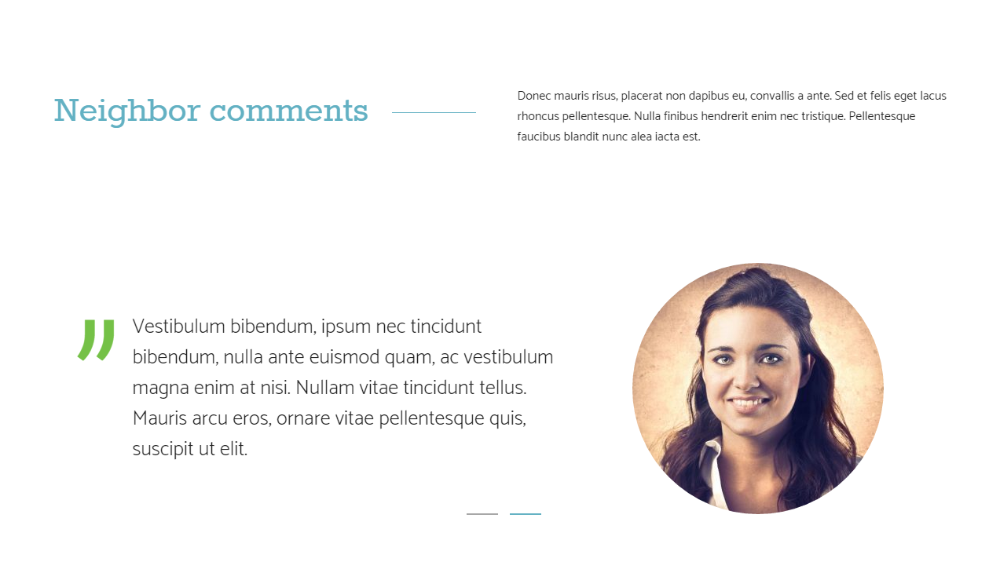 Neighbor comments
Donec mauris risus, placerat non dapibus eu, convallis a ante. Sed et felis eget lacus
rhoncus pellentesque. Nulla finibus hendrerit enim nec tristique. Pellentesque
faucibus blandit nunc alea iacta est.
” Vestibulum bibendum, ipsum nec tincidunt
bibendum, nulla ante euismod quam, ac vestibulum
magna enim at nisi. Nullam vitae tincidunt tellus.
Mauris arcu eros, ornare vitae pellentesque quis,
suscipit ut elit.